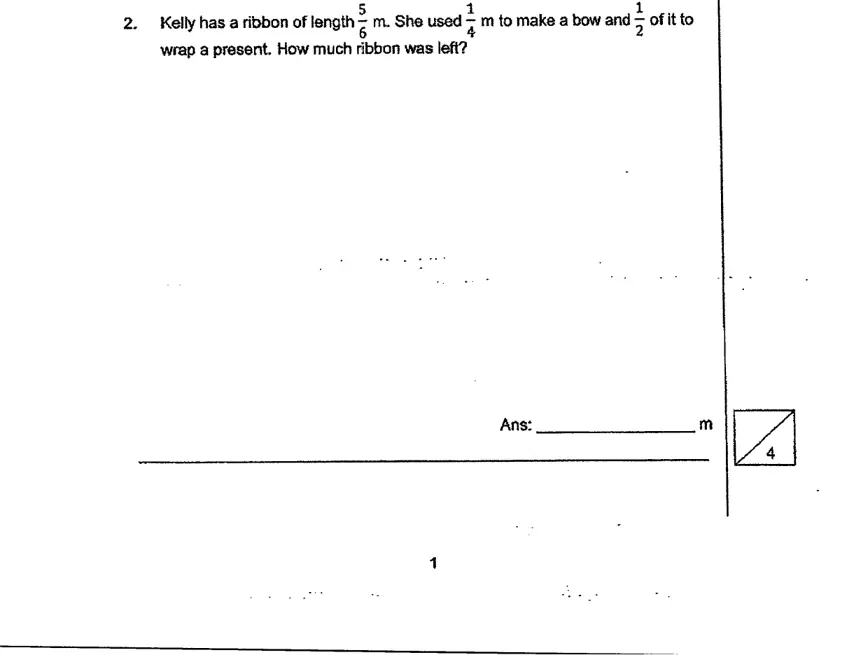 2. Kelly has a ribbon of length 5/6 m. She used 1/4 m to make a bow and 1/2 of it to
wrap a present. How much ribbon was left?
Ans: ____________ m
4
1